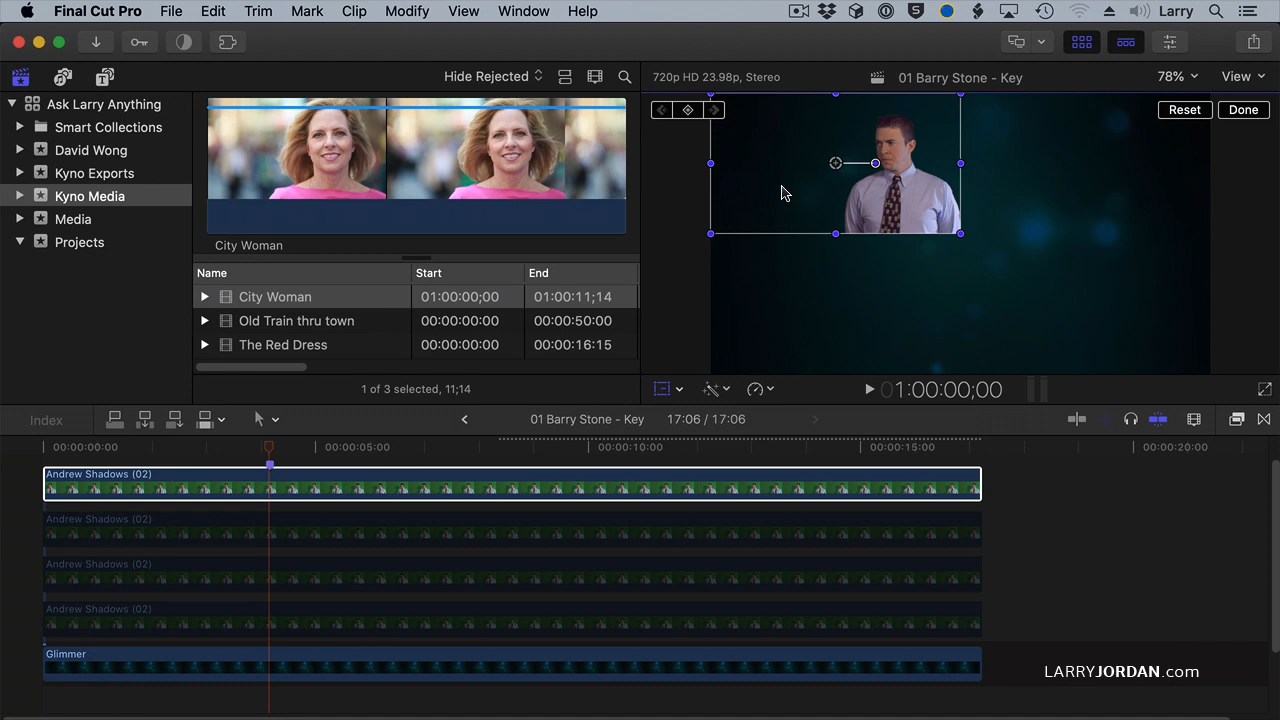 Final Cut Pro File Edit Trim Mark Clip Modify View Window Help Larry
Hide Rejected
720p HD 23.98p, Stereo 01 Barry Stone - Key 78% View
Ask Larry Anything
Smart Collections
David Wong
Kyno Exports
Kyno Media
Media
Projects
City Woman
Name Start End
City Woman 01:00:00;00 01:00:11;14
Old Train thru town 00:00:00:00 00:00:50:00
The Red Dress 00:00:00:00 00:00:16:15
1 of 3 selected, 11;14
Reset Done
01:00:00;00
Index 01 Barry Stone - Key 17:06 / 17:06
00:00:00:00 00:00:05:00 00:00:10:00 00:00:15:00 00:00:20:00
Andrew Shadows (02)
Andrew Shadows (02)
Andrew Shadows (02)
Andrew Shadows (02)
Glimmer
LARRYJORDAN.com